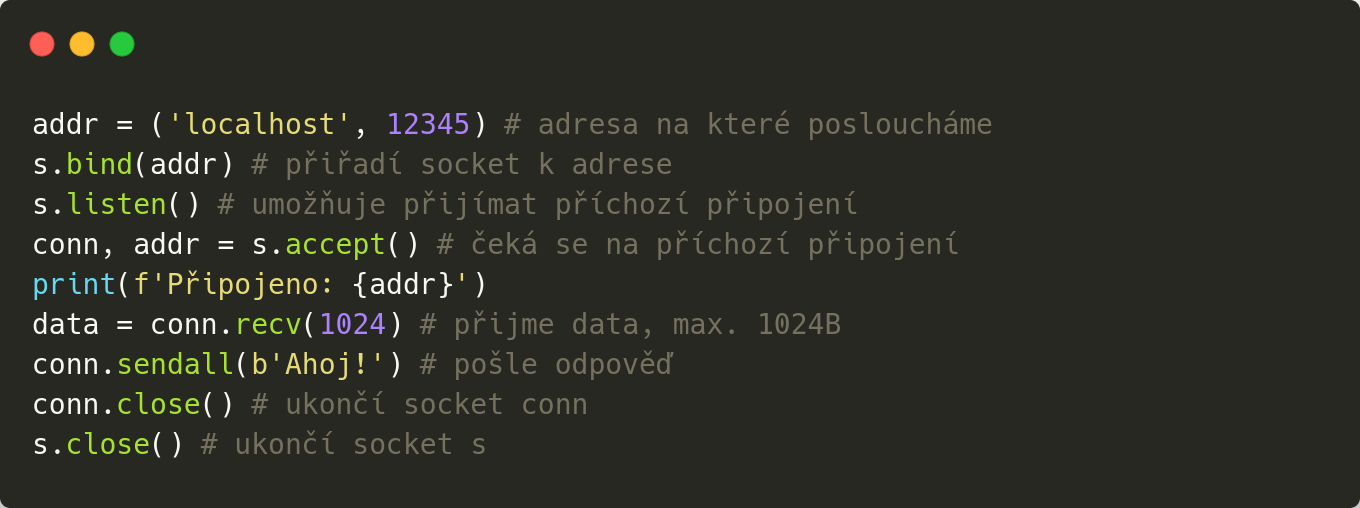 addr = ('localhost', 12345) # adresa na které posloucháme
s.bind(addr) # přiřadí socket k adrese
s.listen() # umožňuje přijímat příchozí připojení
conn, addr = s.accept() # čeká se na příchozí připojení
print(f'Připojeno: {addr}')
data = conn.recv(1024) # přijme data, max. 1024B
conn.sendall(b'Ahoj!') # pošle odpověď
conn.close() # ukončí socket conn
s.close() # ukončí socket s